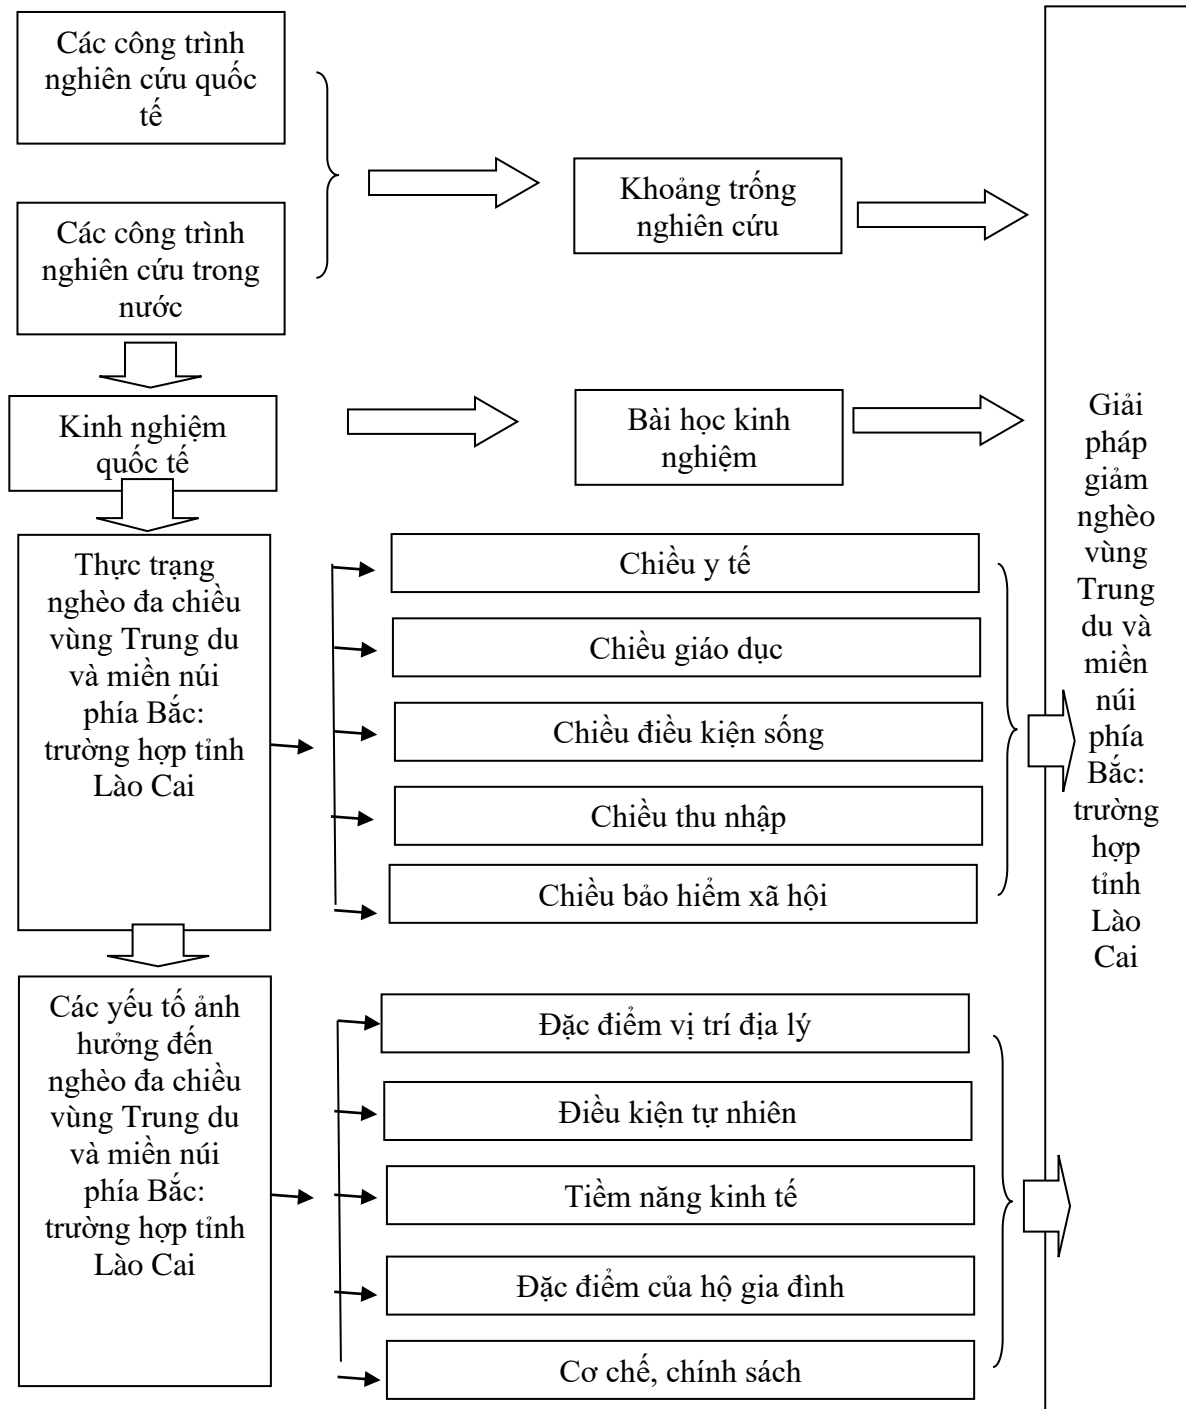 Các công trình
nghiên cứu quốc
tế
Các công trình
nghiên cứu trong
nước
Khoảng trống
nghiên cứu
Kinh nghiệm
quốc tế
Bài học kinh
nghiệm
Thực trạng
nghèo đa chiều
vùng Trung du
và miền núi
phía Bắc:
trường hợp tỉnh
Lào Cai
Chiều y tế
Chiều giáo dục
Chiều điều kiện sống
Chiều thu nhập
Chiều bảo hiểm xã hội
Các yếu tố ảnh
hưởng đến
nghèo đa chiều
vùng Trung du
và miền núi
phía Bắc:
trường hợp tỉnh
Lào Cai
Đặc điểm vị trí địa lý
Điều kiện tự nhiên
Tiềm năng kinh tế
Đặc điểm của hộ gia đình
Cơ chế, chính sách
Giải
pháp
giảm
nghèo
vùng
Trung
du và
miền
núi
phía
Bắc:
trường
hợp
tỉnh
Lào
Cai